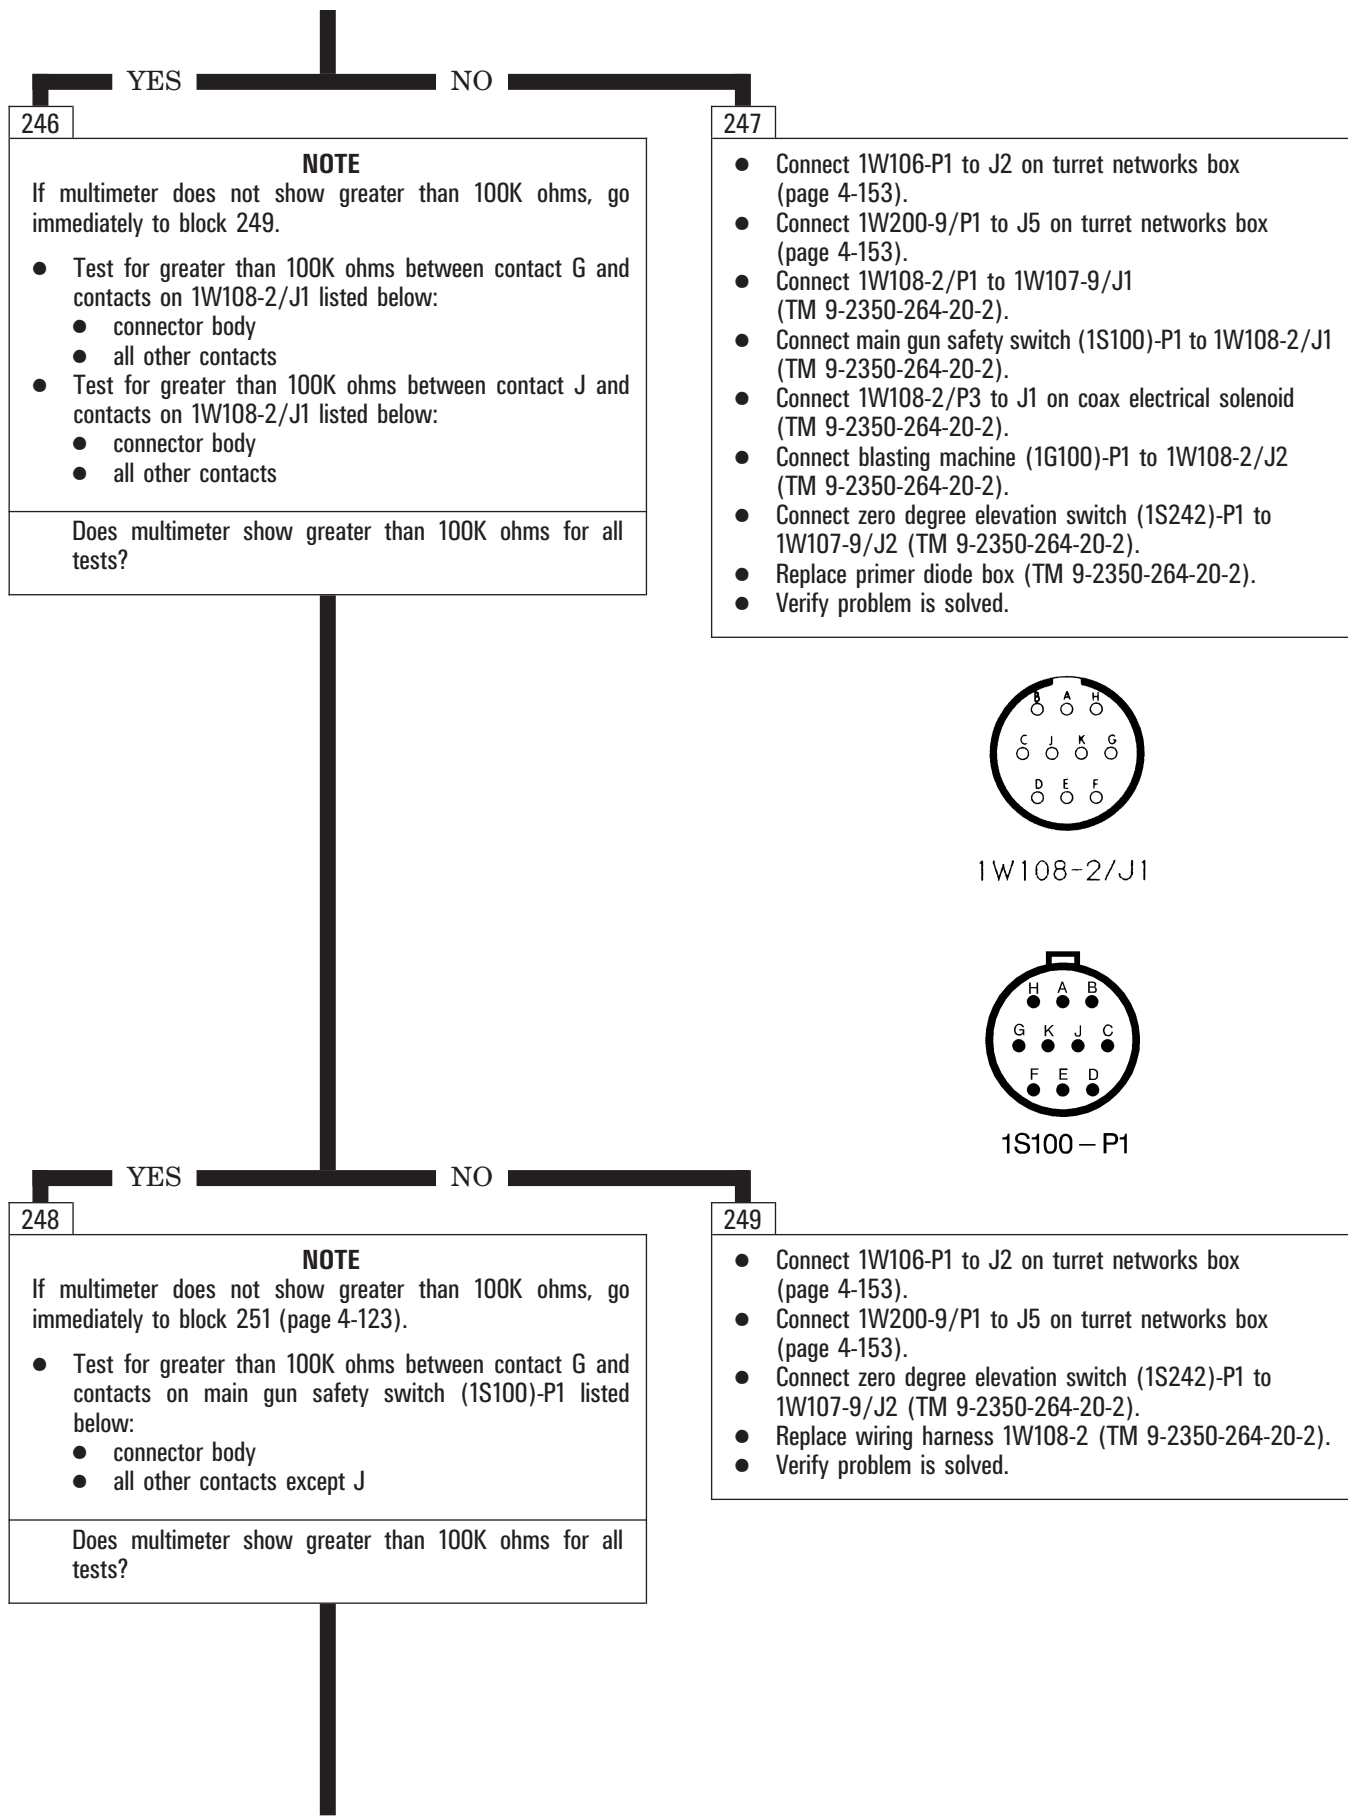 YES
NO
246
NOTE
If multimeter does not show greater than 100K ohms, go
immediately to block 249.
● Test for greater than 100K ohms between contact G and
contacts on 1W108-2/J1 listed below:
● connector body
● all other contacts
● Test for greater than 100K ohms between contact J and
contacts on 1W108-2/J1 listed below:
● connector body
● all other contacts
Does multimeter show greater than 100K ohms for all
tests?
247
● Connect 1W106-P1 to J2 on turret networks box
(page 4-153).
● Connect 1W200-9/P1 to J5 on turret networks box
(page 4-153).
● Connect 1W108-2/P1 to 1W107-9/J1
(TM 9-2350-264-20-2).
● Connect main gun safety switch (1S100)-P1 to 1W108-2/J1
(TM 9-2350-264-20-2).
● Connect 1W108-2/P3 to J1 on coax electrical solenoid
(TM 9-2350-264-20-2).
● Connect blasting machine (1G100)-P1 to 1W108-2/J2
(TM 9-2350-264-20-2).
● Connect zero degree elevation switch (1S242)-P1 to
1W107-9/J2 (TM 9-2350-264-20-2).
● Replace primer diode box (TM 9-2350-264-20-2).
● Verify problem is solved.
B A H
C J K G
D E F
1W108-2/J1
H A B
G K J C
F E D
1S100 – P1
YES
NO
248
NOTE
If multimeter does not show greater than 100K ohms, go
immediately to block 251 (page 4-123).
● Test for greater than 100K ohms between contact G and
contacts on main gun safety switch (1S100)-P1 listed
below:
● connector body
● all other contacts except J
Does multimeter show greater than 100K ohms for all
tests?
249
● Connect 1W106-P1 to J2 on turret networks box
(page 4-153).
● Connect 1W200-9/P1 to J5 on turret networks box
(page 4-153).
● Connect zero degree elevation switch (1S242)-P1 to
1W107-9/J2 (TM 9-2350-264-20-2).
● Replace wiring harness 1W108-2 (TM 9-2350-264-20-2).
● Verify problem is solved.